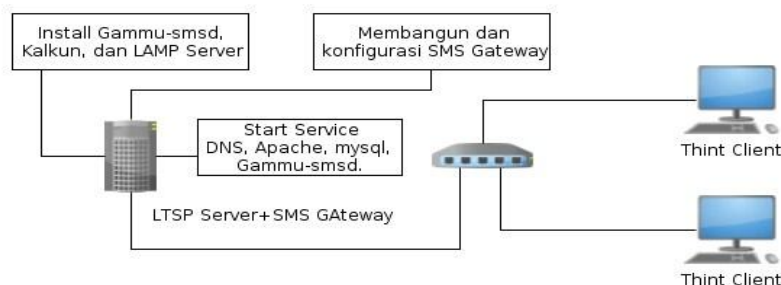 Install Gammu-smsd,
Kalkun, dan LAMP Server
Membangun dan
konfigurasi SMS Gateway
Start Service
DNS, Apache, mysql,
Gammu-smsd.
LTSP Server+SMS GAteway
Thint Client
Thint Client